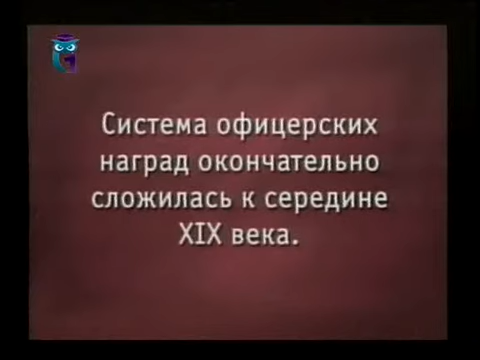 Система офицерских
наград окончательно
сложилась к середине
XIX века.